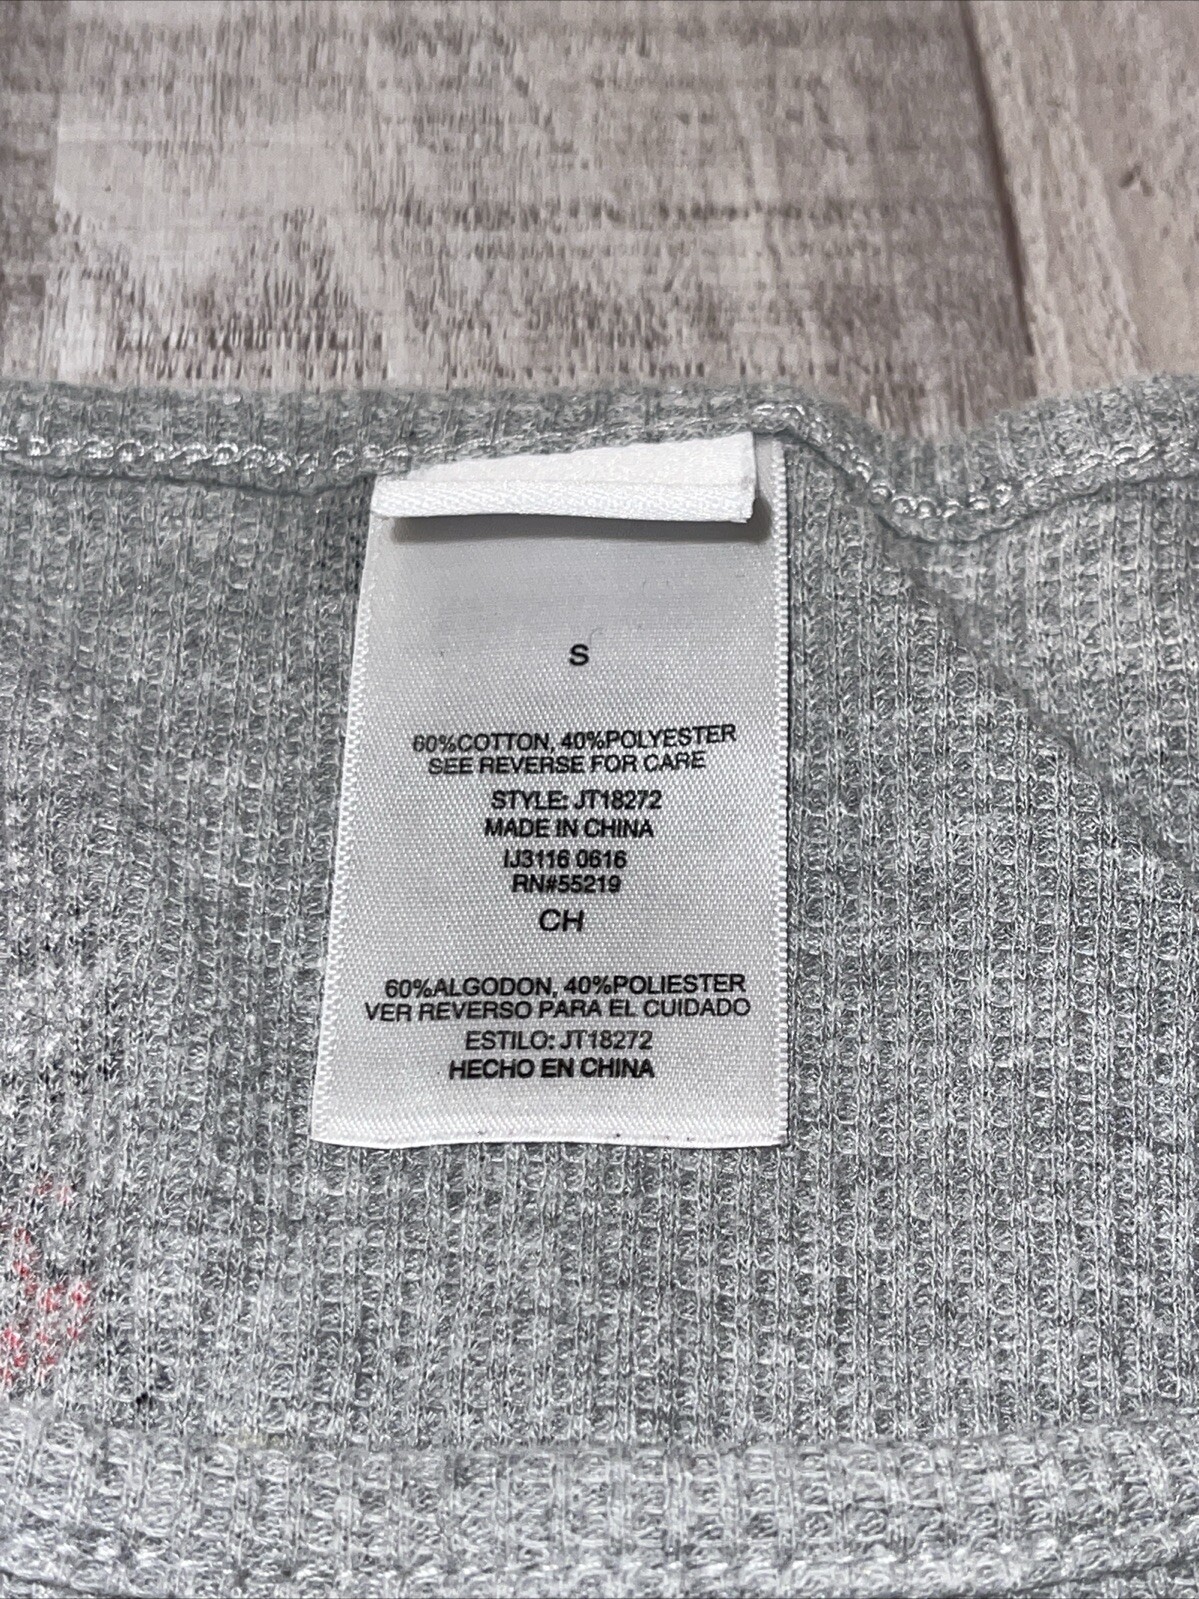 S
60%COTTON, 40%POLYESTER
SEE REVERSE FOR CARE
STYLE: JT18272
MADE IN CHINA
IJ3116 0616
RN#55219
CH
60%ALGODON, 40%POLIESTER
VER REVERSO PARA EL CUIDADO
ESTILO: JT18272
HECHO EN CHINA